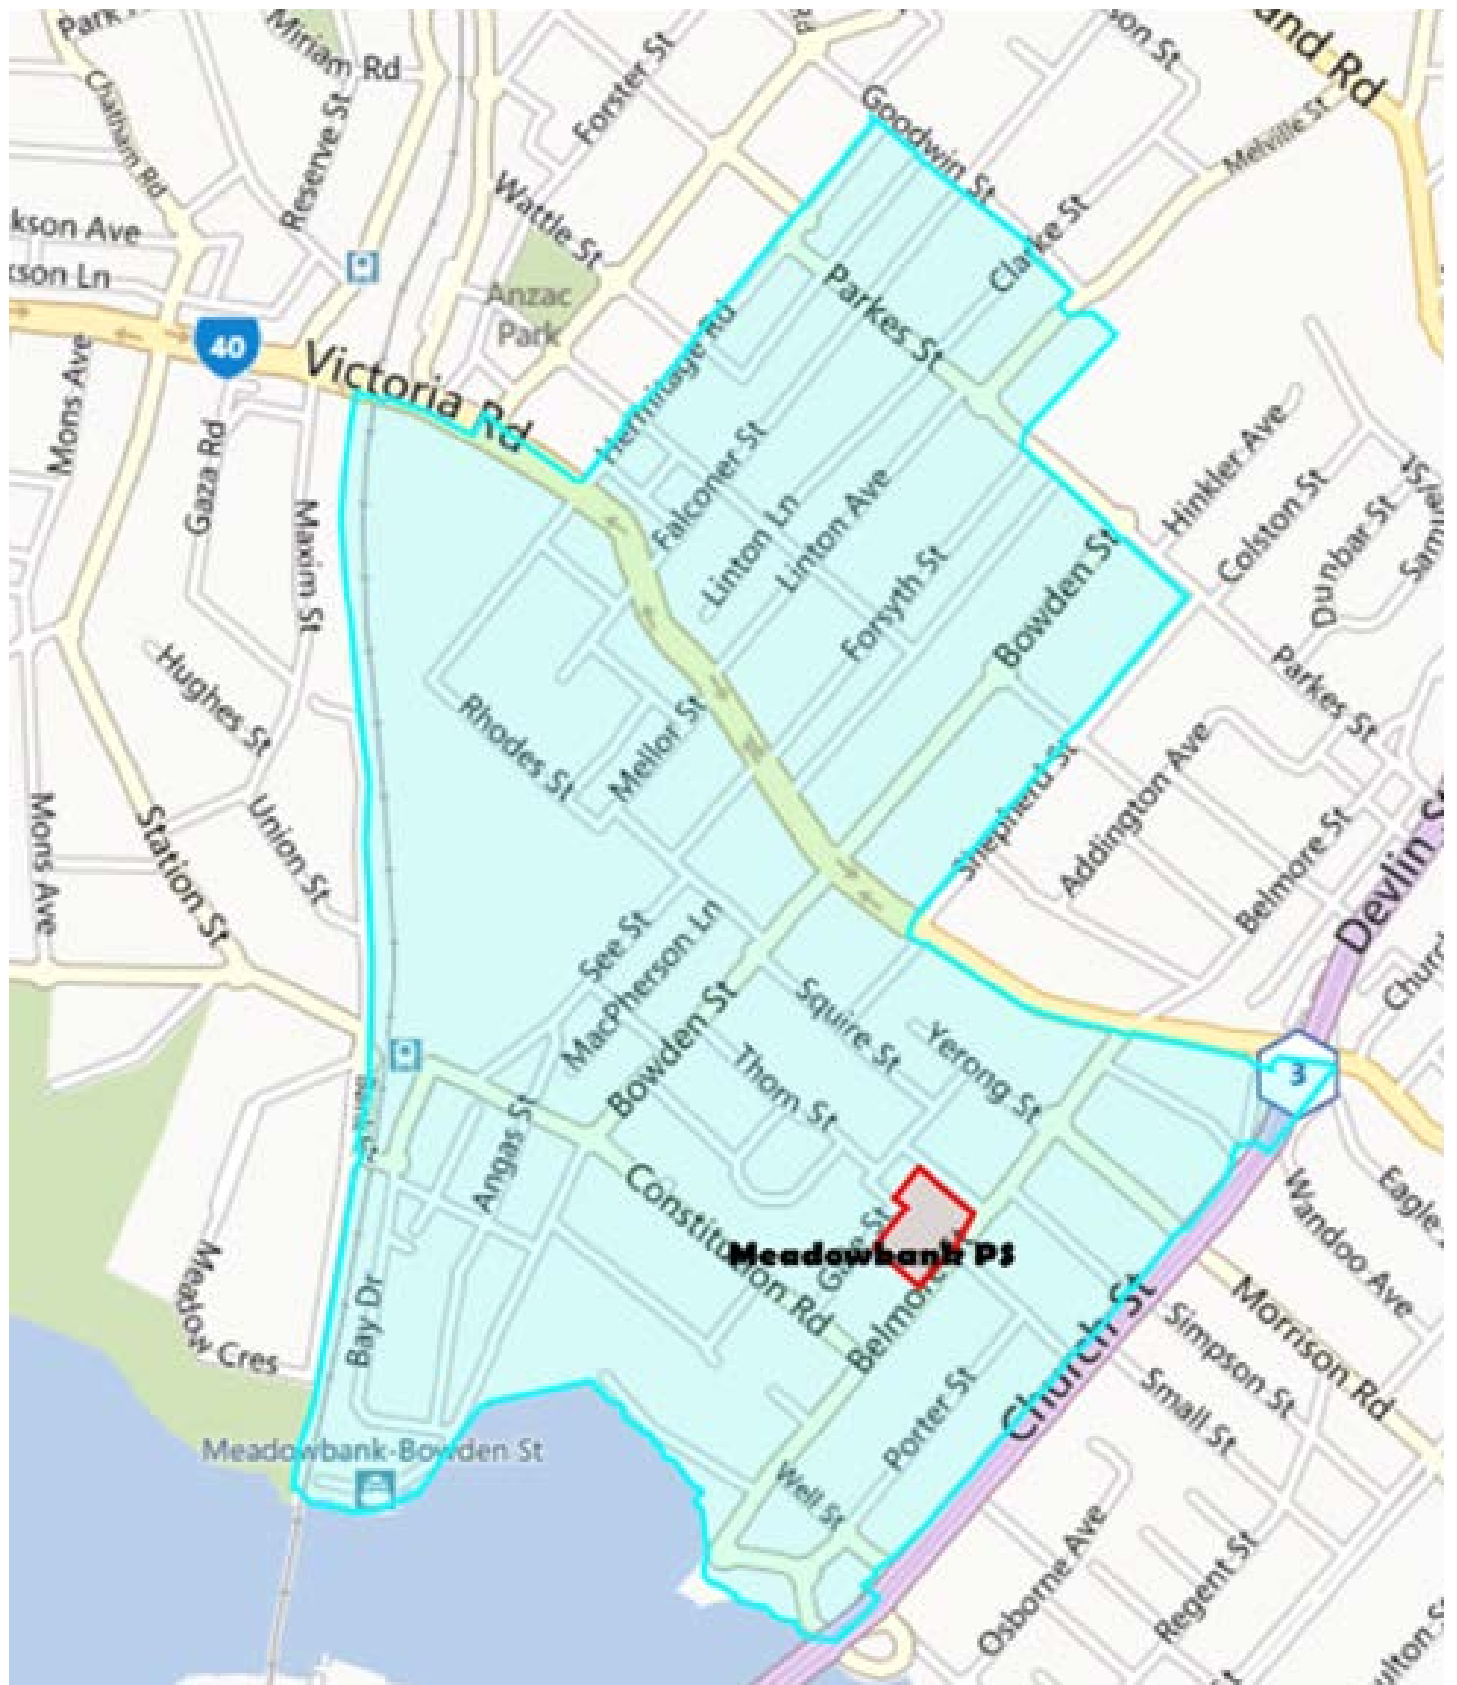 Miriam Rd
Chatham Rd
Reserve St
Forster St
and Rd
son St
Goodwin St
Melville St
Wattle St
kson Ave
kson Ln
Clarke St
Anzac
Park
Parkes St
40
Victoria Rd
Hermitage Rd
Mons Ave
Gaza Rd
Falconer St
Hinkler Ave
Colston St
Linton Ln
Linton Ave
Maxim St
Dunbar St
Forsyth St
Bowden St
Hughes St
Rhodes St
Mellor St
Parkes St
Shepherd St
Addington Ave
Mons Ave
Station St
Union St
Belmore St
Devlin S
See St
MacPherson Ln
Bowden St
Squire St
Yerong St
Thorn St
3
Angas St
Constitution Rd
Wandoo Ave
Eagle
Meadowbank PS
Meadow Cres
Bay Dr
Church St
Morrison Rd
Simpson St
Small St
Porter St
Meadowbank-Bowden St
Well St
Osborne Ave
Regent St
ulton S